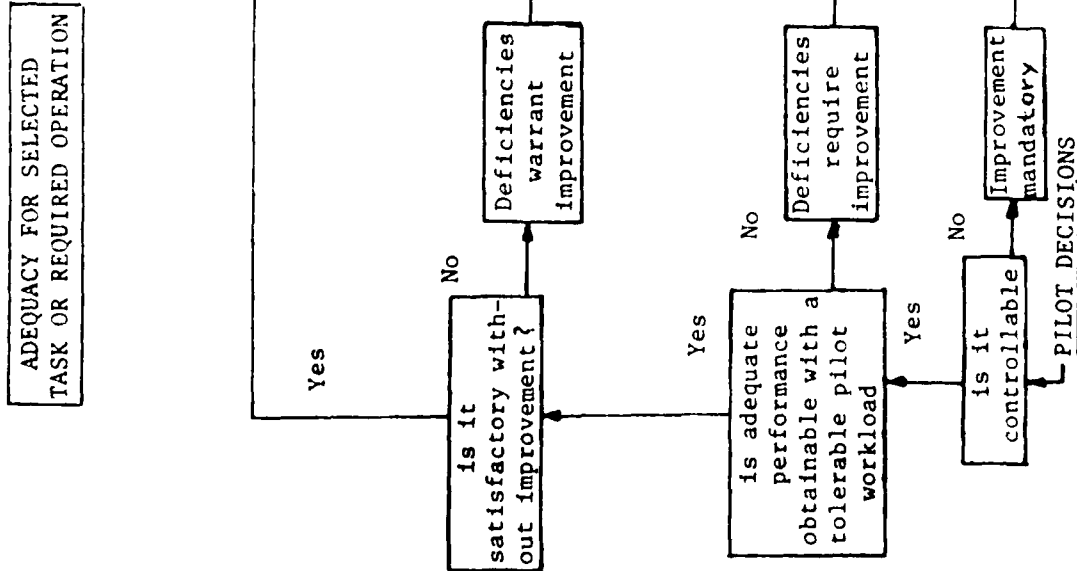 ADEQUACY FOR SELECTED
TASK OR REQUIRED OPERATION
Yes
is it
satisfactory with-
out improvement?
No
Deficiencies
warrant
improvement
Yes
is adequate
performance
obtainable with a
tolerable pilot
workload
No
Deficiencies
require
improvement
Yes
is it
controllable
No
Improvement
mandatory
PILOT DECISIONS